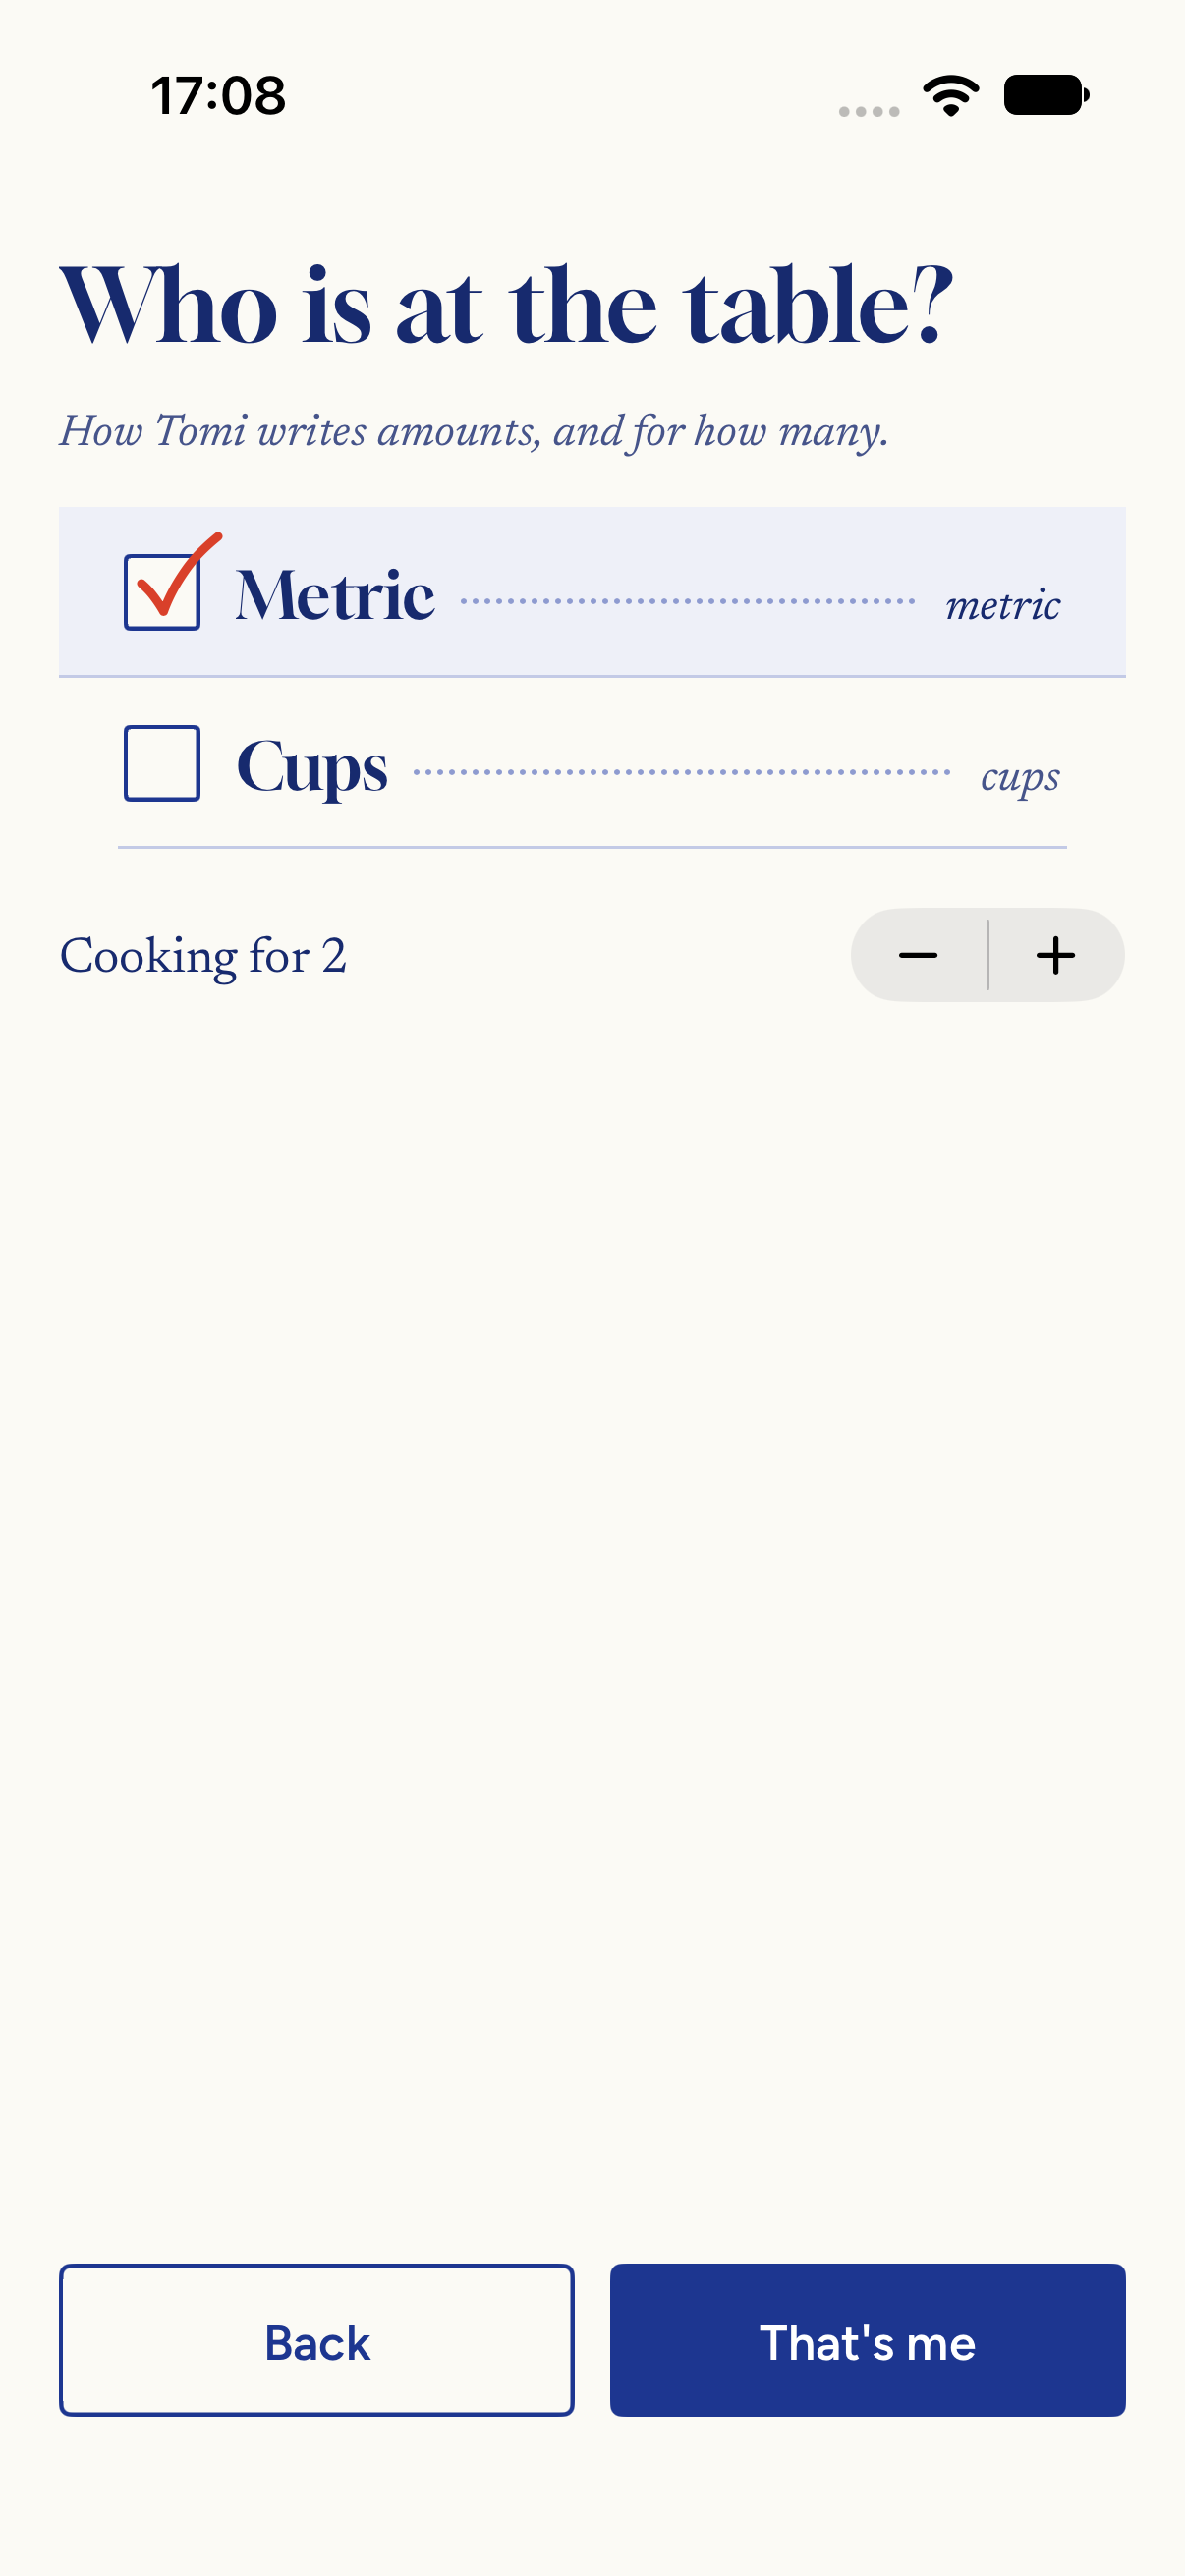 17:08
Who is at the table?
How Tomi writes amounts, and for how many.
Metric metric
Cups cups
Cooking for 2
Back
That's me